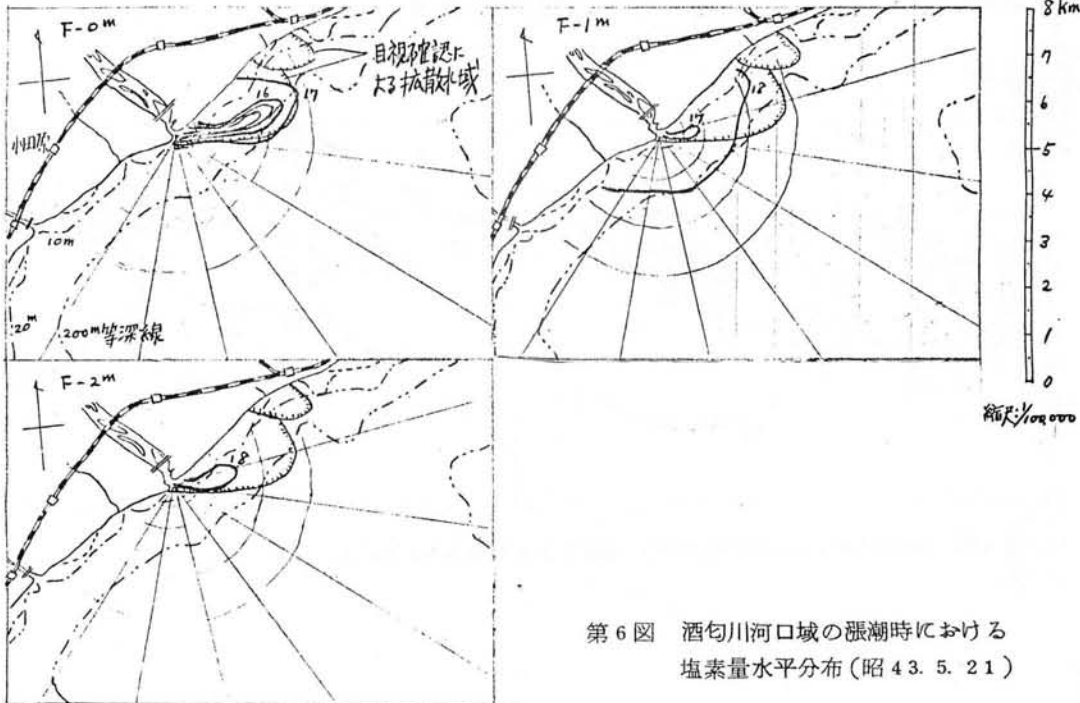 F-0m
目視確認に
よる拡散水域
16
17
小田原
10m
20m
200m等深線
F-1m
17
18
8km
7
6
5
4
3
2
1
0
縮尺:1/100,000
F-2m
18
第6図 酒匂川河口域の漲潮時における
塩素量水平分布(昭43.5.21)